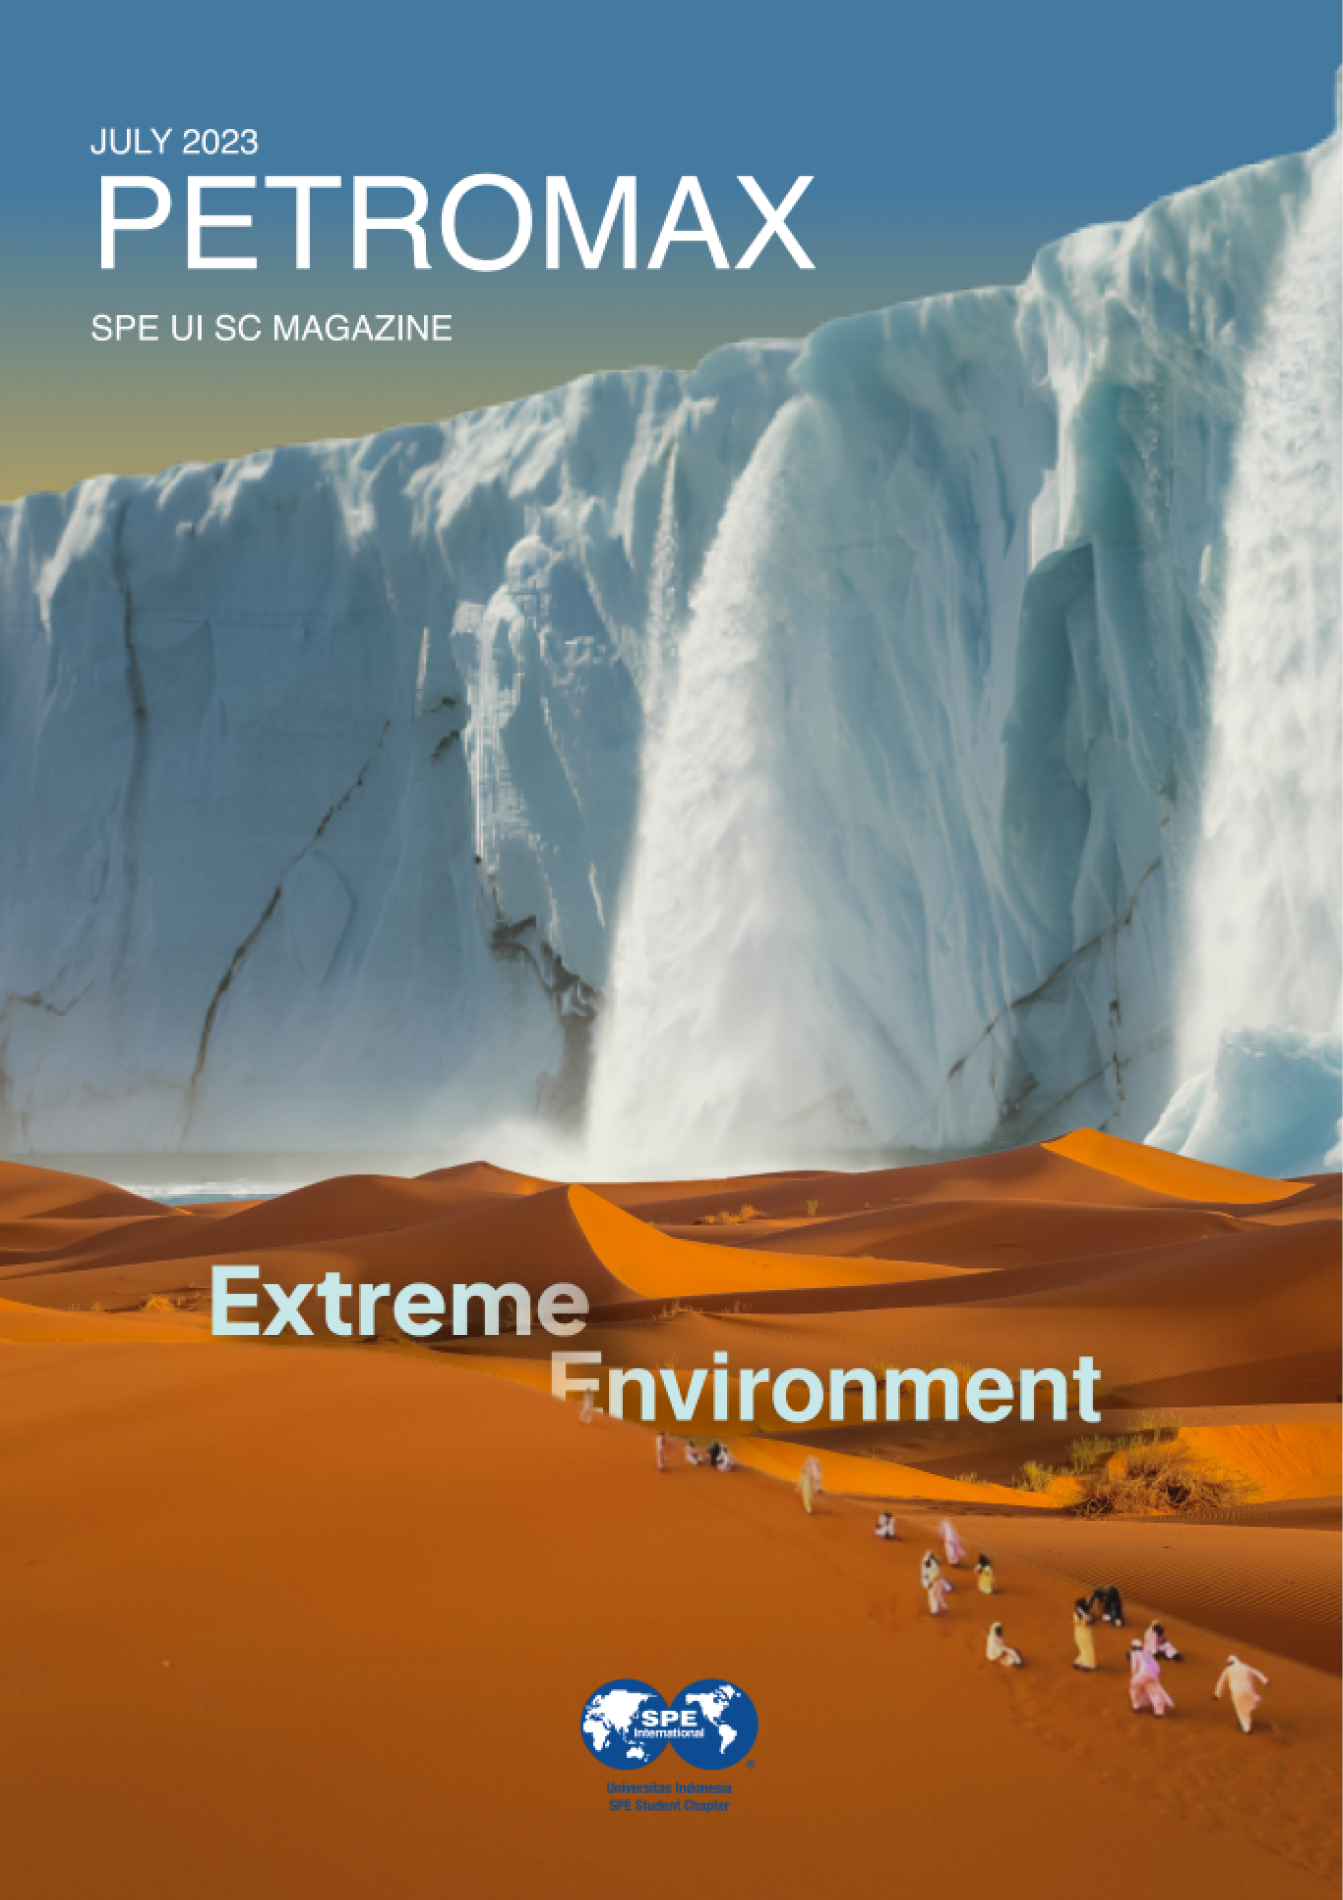 JULY 2023
PETROMAX
SPE UI SC MAGAZINE
Extreme
Environment
SPE
International
®
Universitas Indonesia
SPE Student Chapter